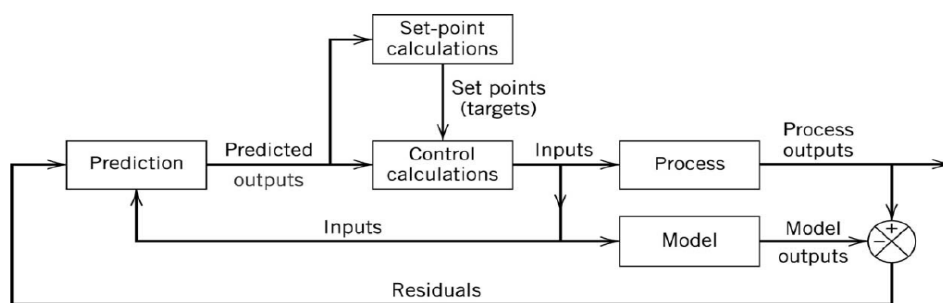 Set-point
calculations
Set points
(targets)
Prediction
Predicted
outputs
Control
calculations
Inputs
Process
Process
outputs
Inputs
Model
Model
outputs
+
−
Residuals